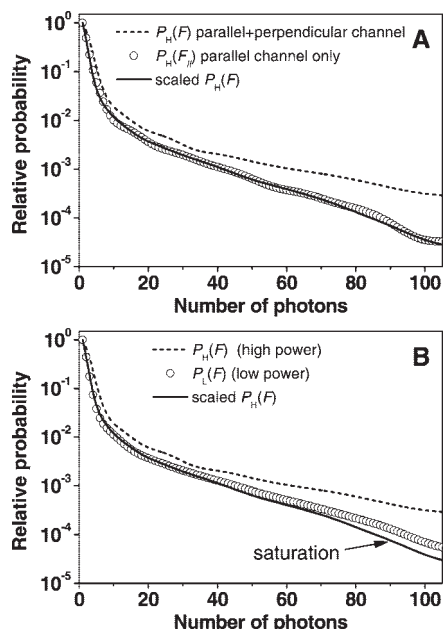 A
P_H(F) parallel+perpendicular channel
P_H(F_//) parallel channel only
scaled P_H(F)
Relative probability
10^0
10^-1
10^-2
10^-3
10^-4
10^-5
0 20 40 60 80 100
Number of photons
B
P_H(F) (high power)
P_L(F) (low power)
scaled P_H(F)
saturation
Relative probability
10^0
10^-1
10^-2
10^-3
10^-4
10^-5
0 20 40 60 80 100
Number of photons